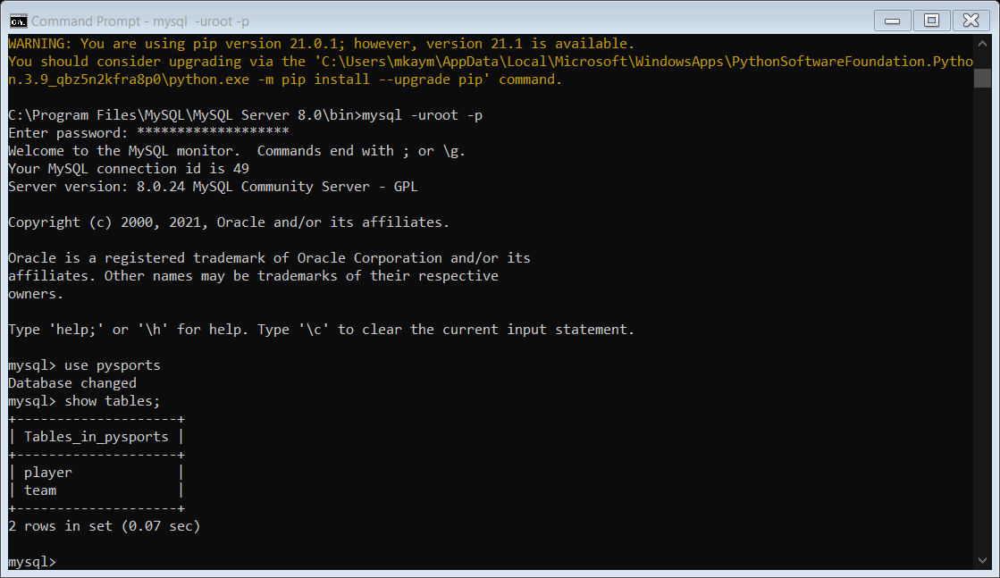 Command Prompt - mysql  -uroot -p
WARNING: You are using pip version 21.0.1; however, version 21.1 is available.
You should consider upgrading via the 'C:\Users\mkaym\AppData\Local\Microsoft\WindowsApps\PythonSoftwareFoundation.Pytho
n.3.9_qbz5n2kfra8p0\python.exe -m pip install --upgrade pip' command.
C:\Program Files\MySQL\MySQL Server 8.0\bin>mysql -uroot -p
Enter password: *******************
Welcome to the MySQL monitor.  Commands end with ; or \g.
Your MySQL connection id is 49
Server version: 8.0.24 MySQL Community Server - GPL
Copyright (c) 2000, 2021, Oracle and/or its affiliates.
Oracle is a registered trademark of Oracle Corporation and/or its
affiliates. Other names may be trademarks of their respective
owners.
Type 'help;' or '\h' for help. Type '\c' to clear the current input statement.
mysql> use pysports
Database changed
mysql> show tables;
+--------------------+
| Tables_in_pysports |
+--------------------+
| player             |
| team               |
+--------------------+
2 rows in set (0.07 sec)
mysql>